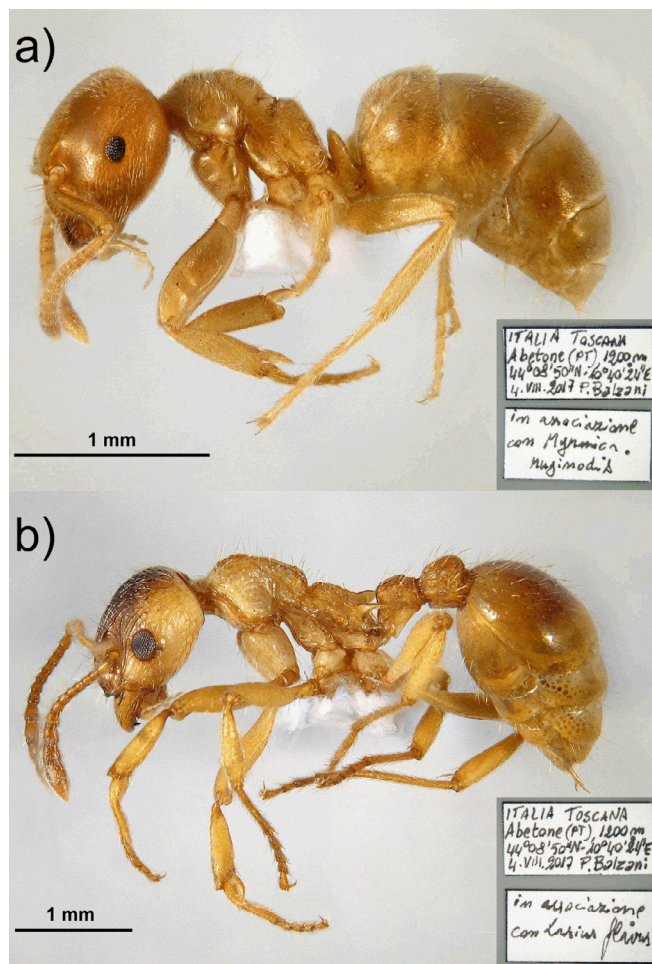 a)
1 mm
ITALIA TOSCANA
Abetone (PT) 1200 m
44°08'50"N-10°40'24"E
4.VIII.2017 P. Balzani
in associazione
con Myrmica
ruginodis
b)
1 mm
ITALIA TOSCANA
Abetone (PT) 1200 m
44°08'50"N-10°40'24"E
4.VIII.2017 P. Balzani
in associazione
con Lasius flavus